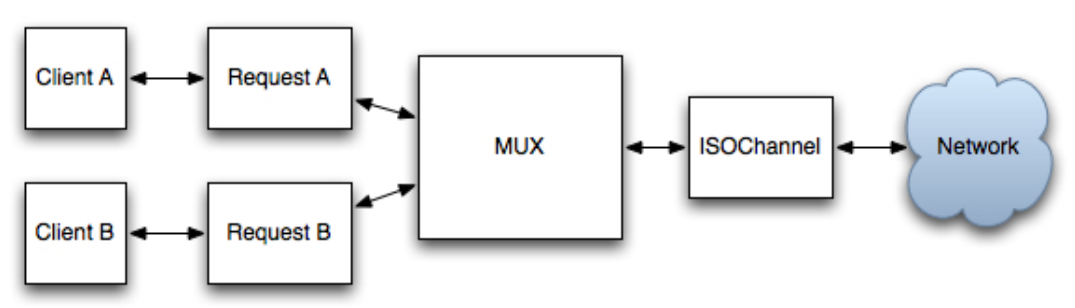 Client A
Request A
MUX
ISOChannel
Network
Client B
Request B